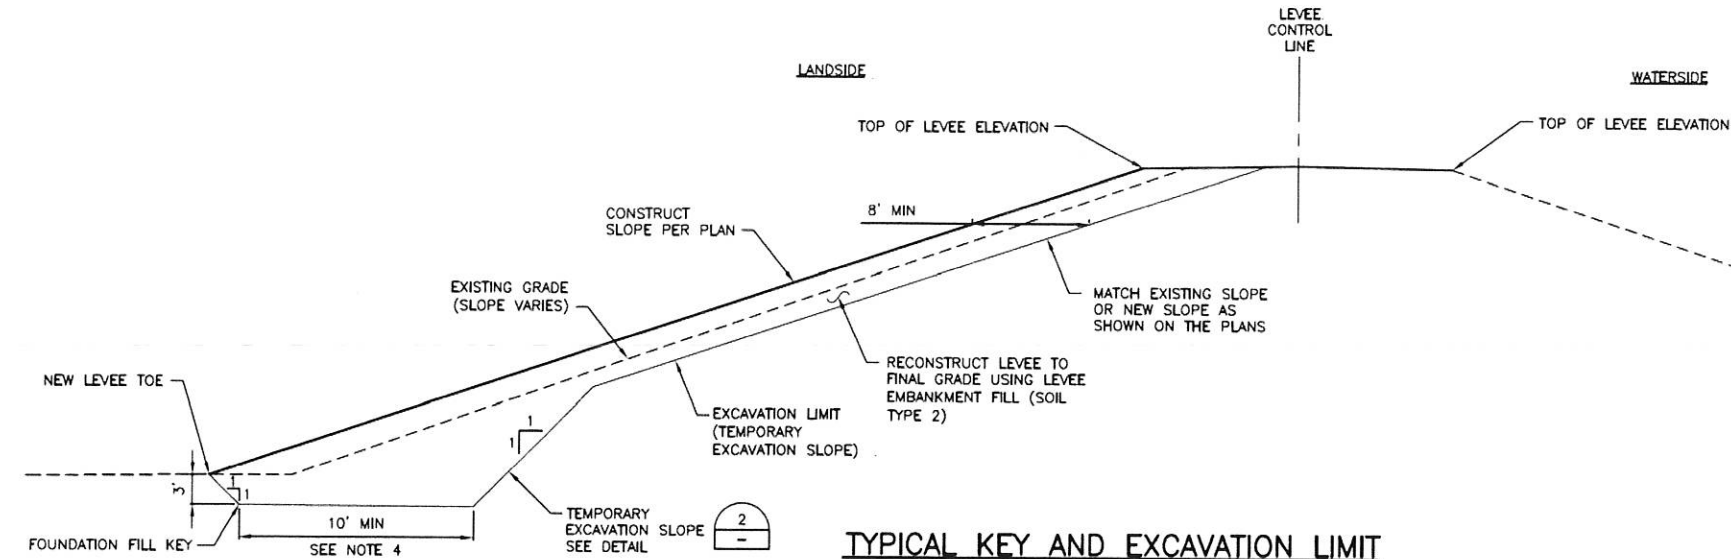 LEVEE
CONTROL
LINE
LANDSIDE
WATERSIDE
TOP OF LEVEE ELEVATION
TOP OF LEVEE ELEVATION
8' MIN
CONSTRUCT
SLOPE PER PLAN
EXISTING GRADE
(SLOPE VARIES)
MATCH EXISTING SLOPE
OR NEW SLOPE AS
SHOWN ON THE PLANS
NEW LEVEE TOE
RECONSTRUCT LEVEE TO
FINAL GRADE USING LEVEE
EMBANKMENT FILL (SOIL
TYPE 2)
EXCAVATION LIMIT
(TEMPORARY
EXCAVATION SLOPE)
1
1
3'
1
1
10' MIN
SEE NOTE 4
FOUNDATION FILL KEY
TEMPORARY
EXCAVATION SLOPE
SEE DETAIL
2
-
TYPICAL KEY AND EXCAVATION LIMIT